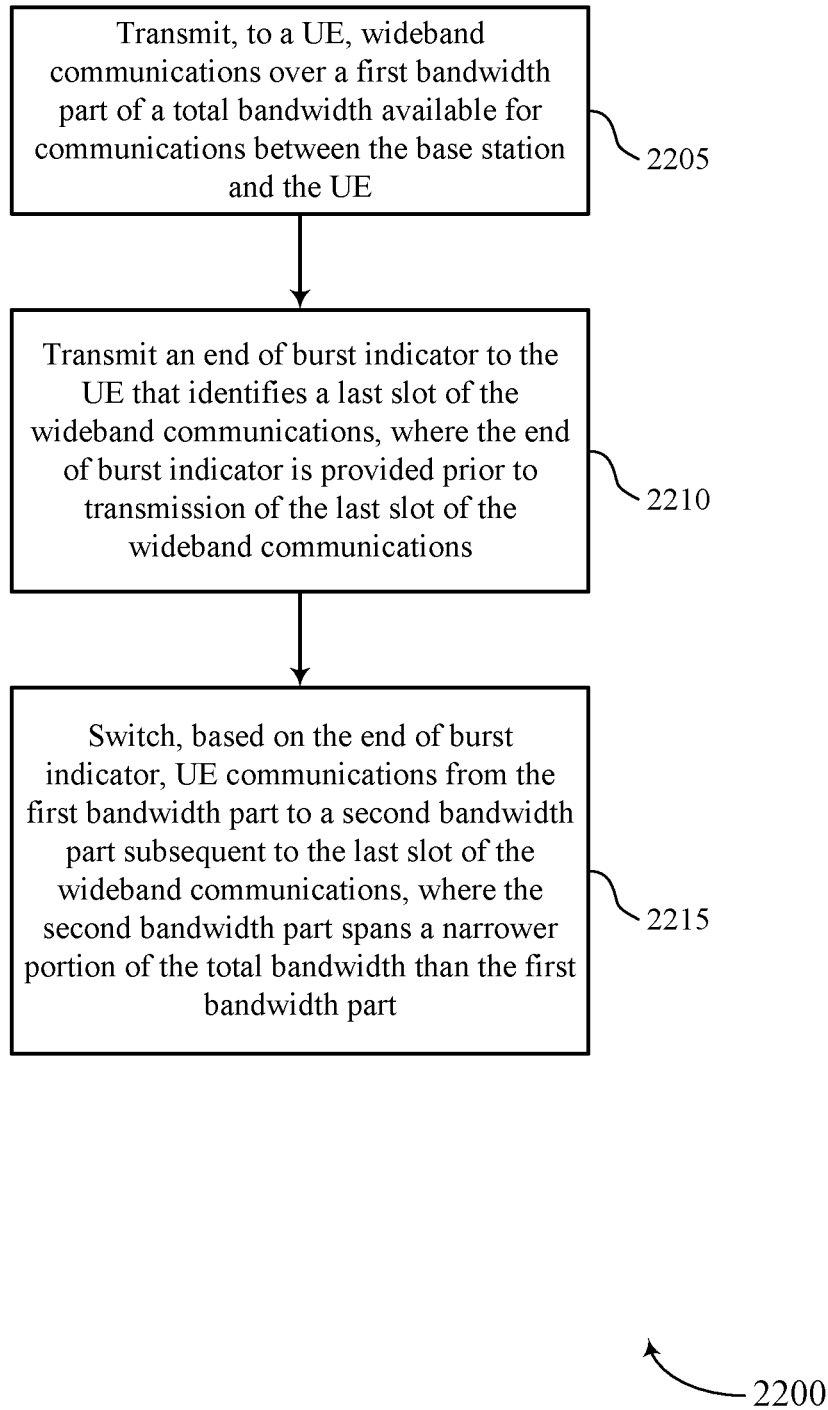 Transmit, to a UE, wideband
communications over a first bandwidth
part of a total bandwidth available for
communications between the base station
and the UE
2205
Transmit an end of burst indicator to the
UE that identifies a last slot of the
wideband communications, where the end
of burst indicator is provided prior to
transmission of the last slot of the
wideband communications
2210
Switch, based on the end of burst
indicator, UE communications from the
first bandwidth part to a second bandwidth
part subsequent to the last slot of the
wideband communications, where the
second bandwidth part spans a narrower
portion of the total bandwidth than the first
bandwidth part
2215
2200